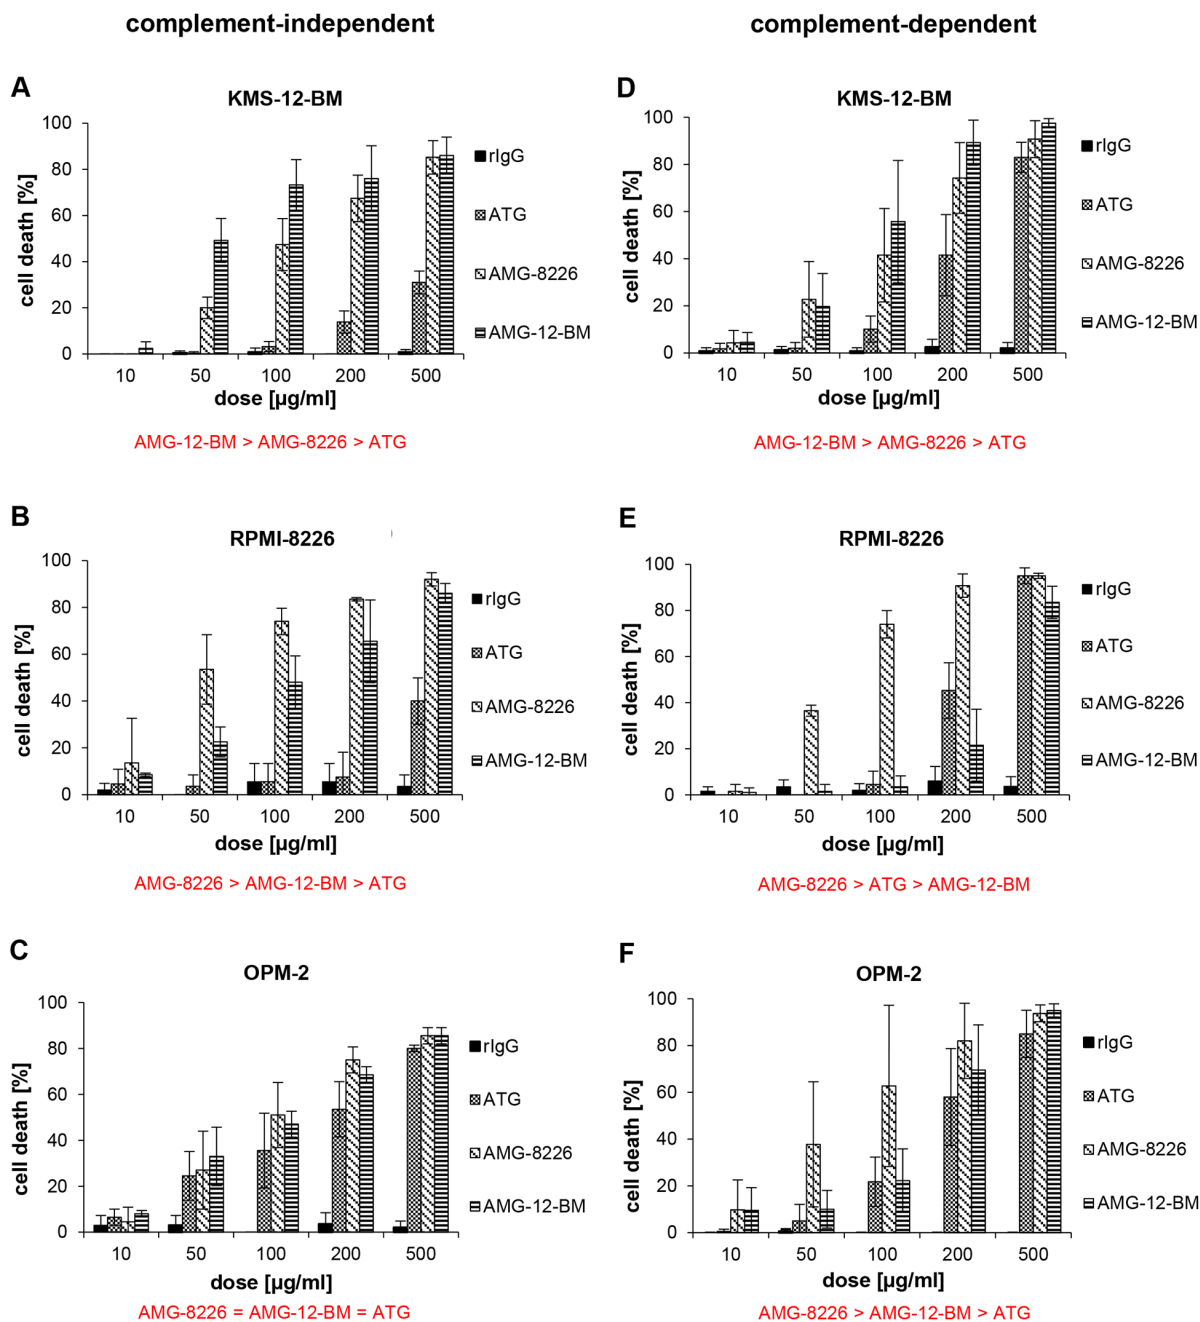 complement-independent
complement-dependent
A
KMS-12-BM
100
80
60
40
20
0
cell death [%]
10 50 100 200 500
dose [µg/ml]
rIgG
ATG
AMG-8226
AMG-12-BM
AMG-12-BM > AMG-8226 > ATG
D
KMS-12-BM
100
80
60
40
20
0
cell death [%]
10 50 100 200 500
dose [µg/ml]
rIgG
ATG
AMG-8226
AMG-12-BM
AMG-12-BM > AMG-8226 > ATG
B
RPMI-8226
100
80
60
40
20
0
cell death [%]
10 50 100 200 500
dose [µg/ml]
rIgG
ATG
AMG-8226
AMG-12-BM
AMG-8226 > AMG-12-BM > ATG
E
RPMI-8226
100
80
60
40
20
0
cell death [%]
10 50 100 200 500
dose [µg/ml]
rIgG
ATG
AMG-8226
AMG-12-BM
AMG-8226 > ATG > AMG-12-BM
C
OPM-2
100
80
60
40
20
0
cell death [%]
10 50 100 200 500
dose [µg/ml]
rIgG
ATG
AMG-8226
AMG-12-BM
AMG-8226 = AMG-12-BM = ATG
F
OPM-2
100
80
60
40
20
0
cell death [%]
10 50 100 200 500
dose [µg/ml]
rIgG
ATG
AMG-8226
AMG-12-BM
AMG-8226 > AMG-12-BM > ATG